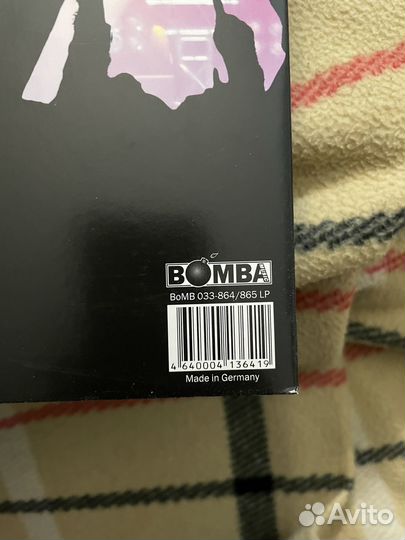 BOMBA
BoMB 033-864/865 LP
4 640004 136419
Made in Germany
Avito